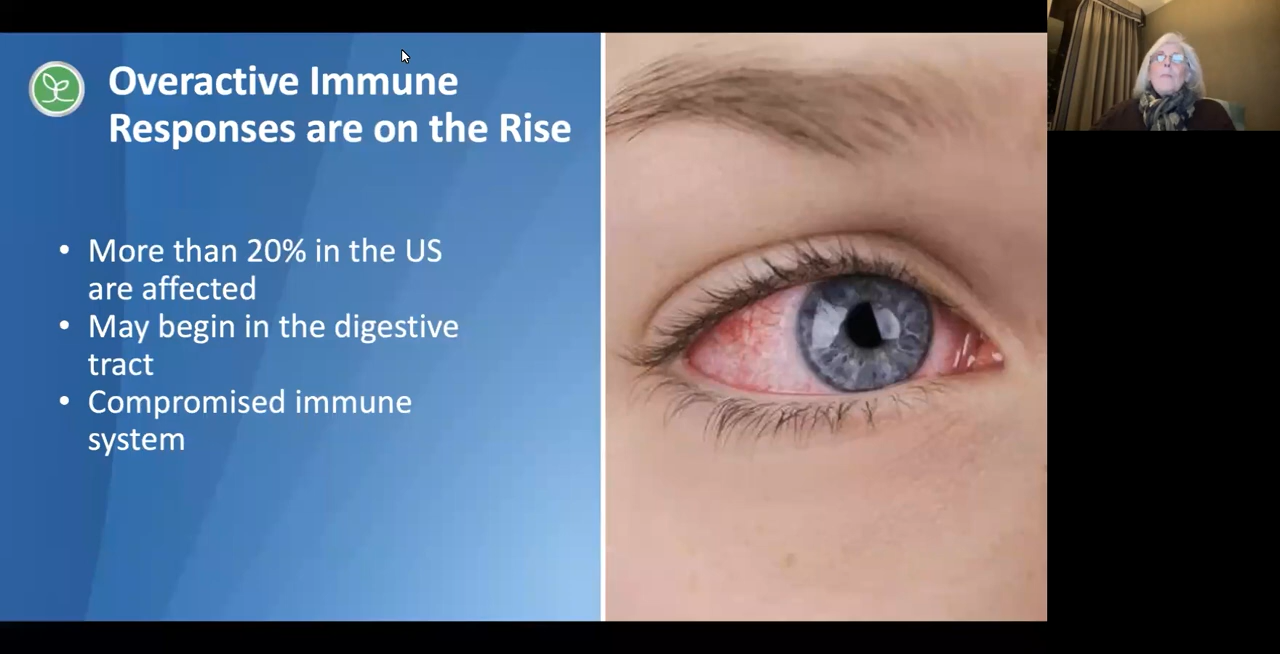 Overactive Immune
Responses are on the Rise
• More than 20% in the US
are affected
• May begin in the digestive
tract
• Compromised immune
system